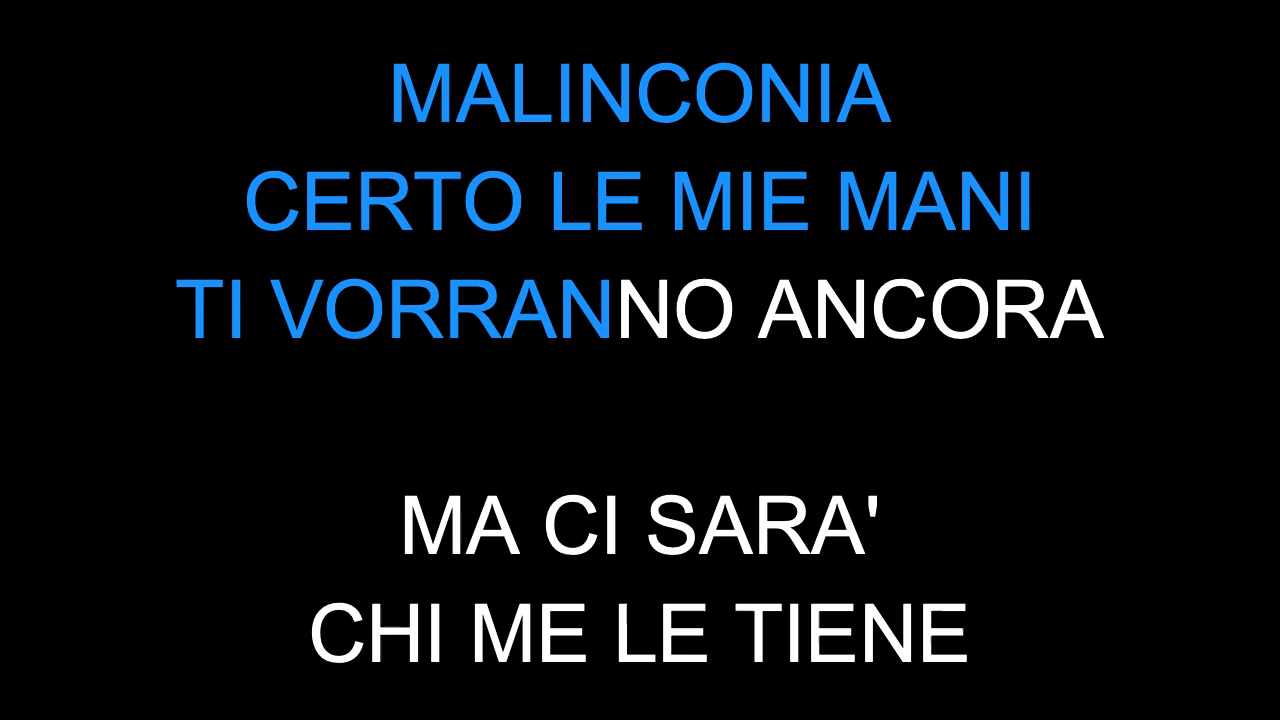 MALINCONIA
CERTO LE MIE MANI
TI VORRANNO ANCORA
MA CI SARA'
CHI ME LE TIENE